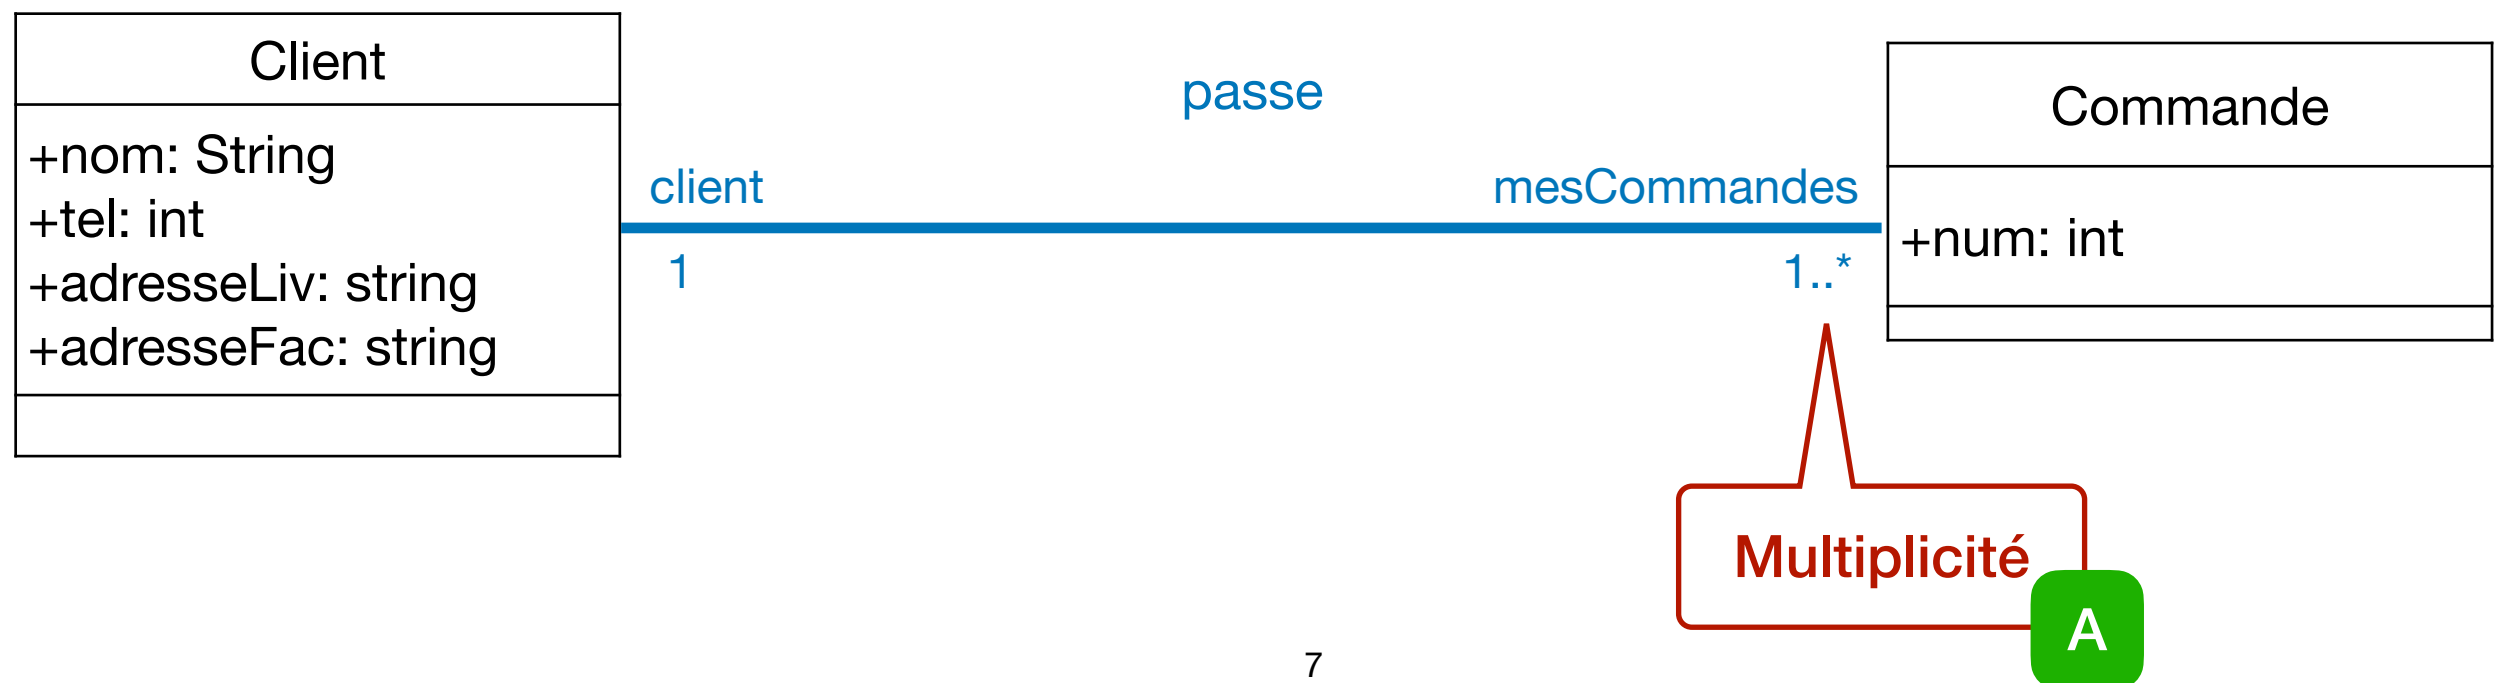 Client
+nom: String
+tel: int
+adresseLiv: string
+adresseFac: string
passe
client
mesCommandes
1
1..*
Commande
+num: int
Multiplicité
A
7